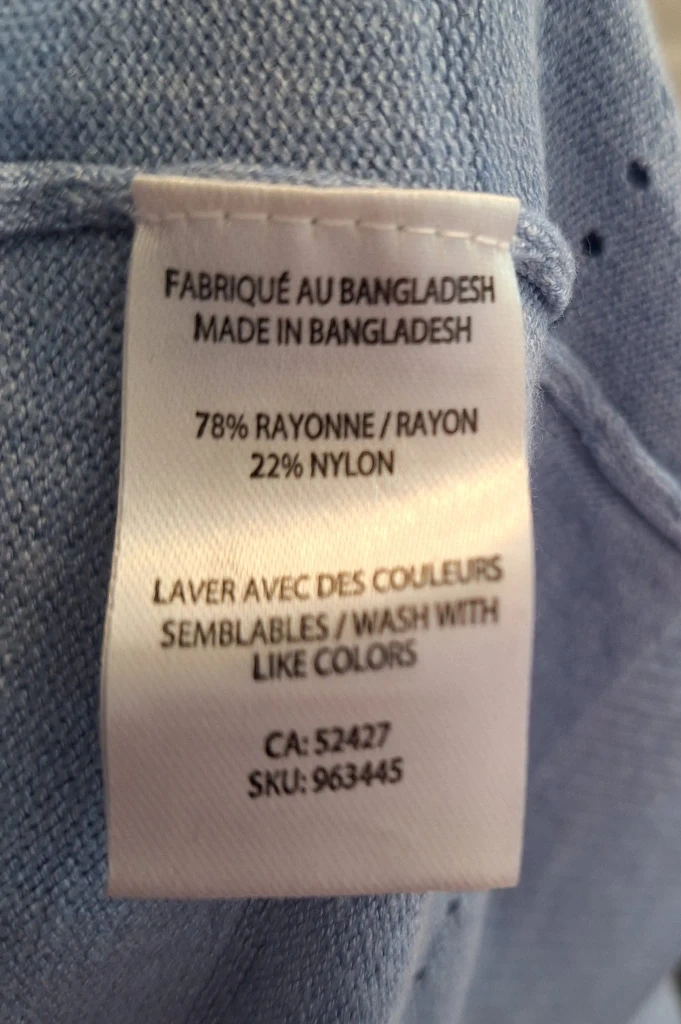 FABRIQUÉ AU BANGLADESH
MADE IN BANGLADESH
78% RAYONNE / RAYON
22% NYLON
LAVER AVEC DES COULEURS
SEMBLABLES / WASH WITH
LIKE COLORS
CA: 52427
SKU: 963445